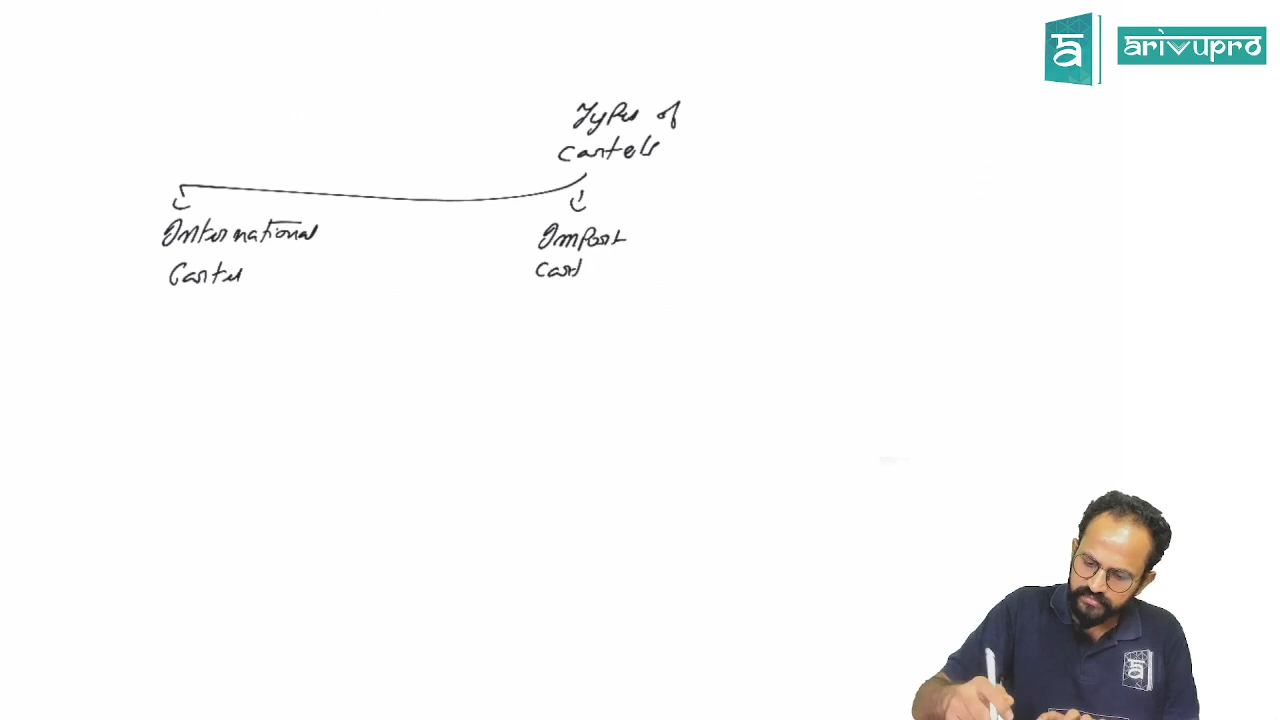 arivupro
Types of
Cartels
International
Import
Cartel
Cart